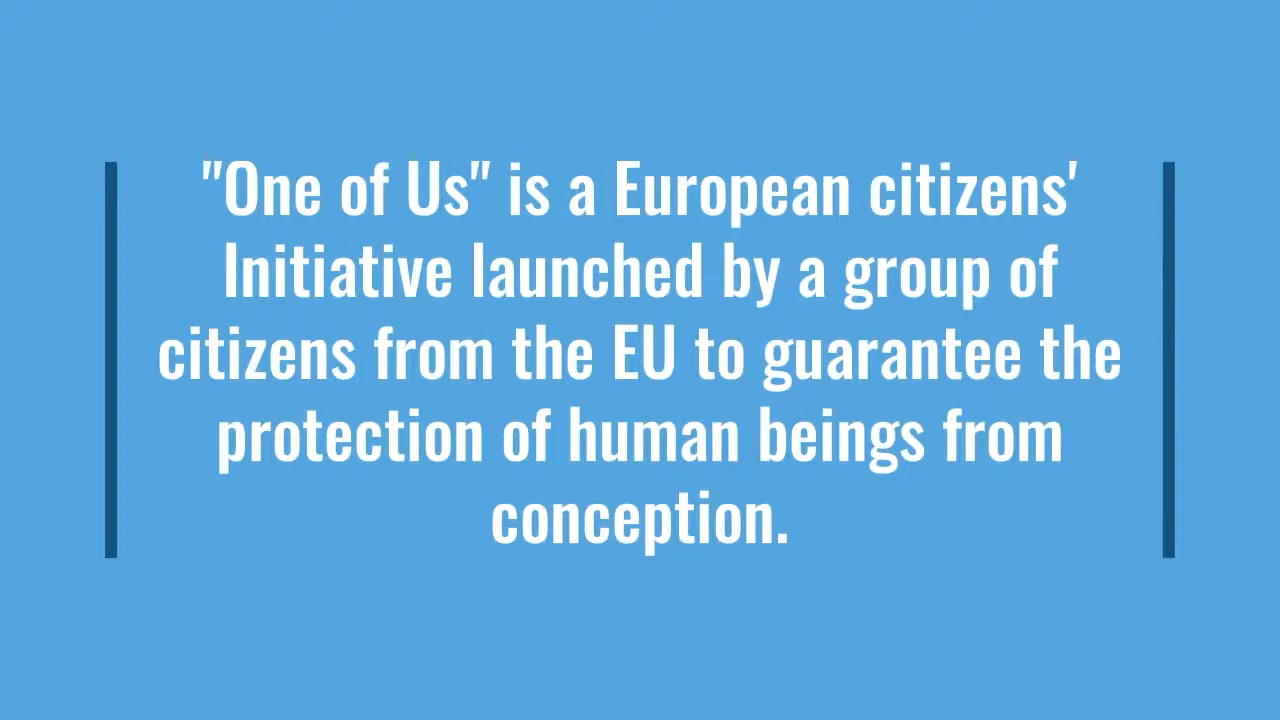 "One of Us" is a European citizens'
Initiative launched by a group of
citizens from the EU to guarantee the
protection of human beings from
conception.